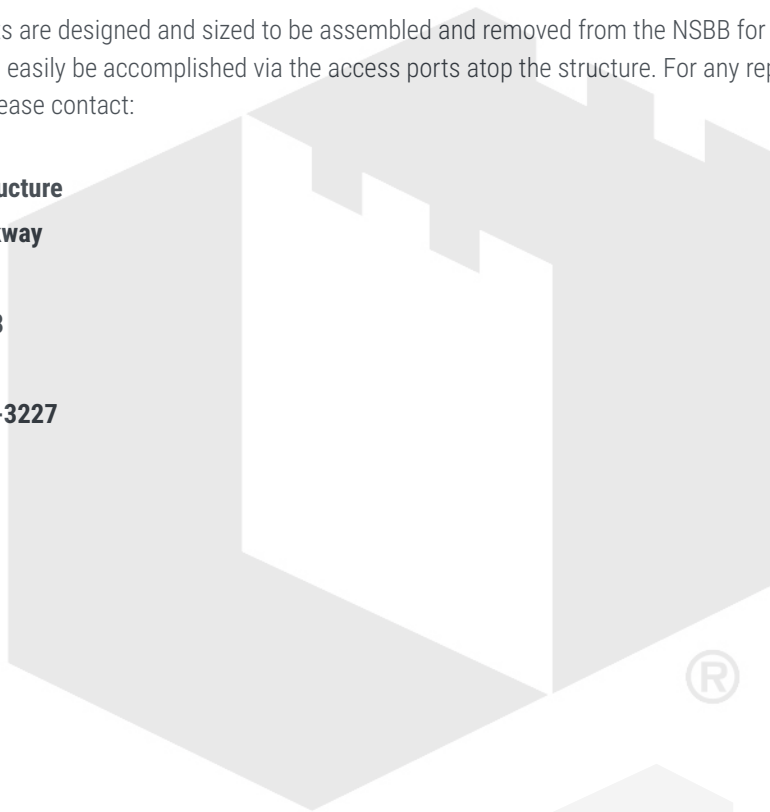 s are designed and sized to be assembled and removed from the NSBB for
easily be accomplished via the access ports atop the structure. For any rep
ease contact:
ucture
way
3
-3227
®